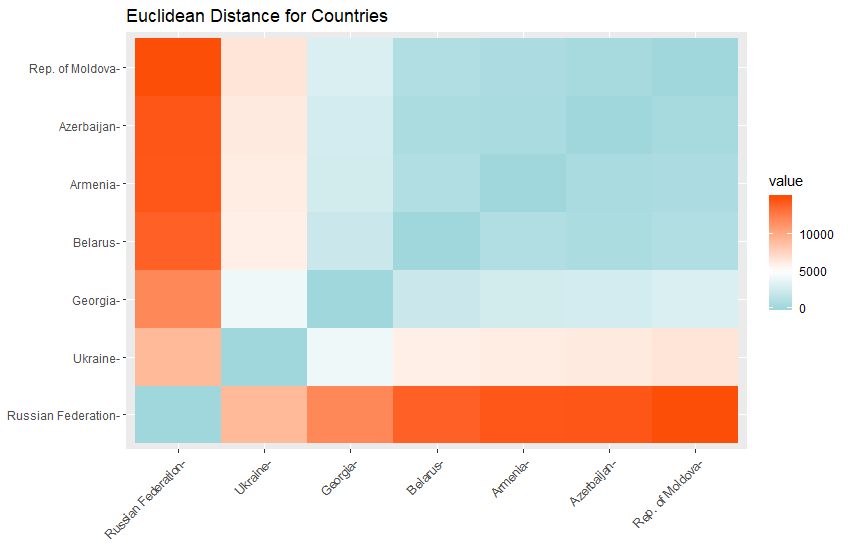 Euclidean Distance for Countries
Rep. of Moldova-
Azerbaijan-
Armenia-
Belarus-
Georgia-
Ukraine-
Russian Federation-
Russian Federation-
Ukraine-
Georgia-
Belarus-
Armenia-
Azerbaijan-
Rep. of Moldova-
value
10000
5000
0